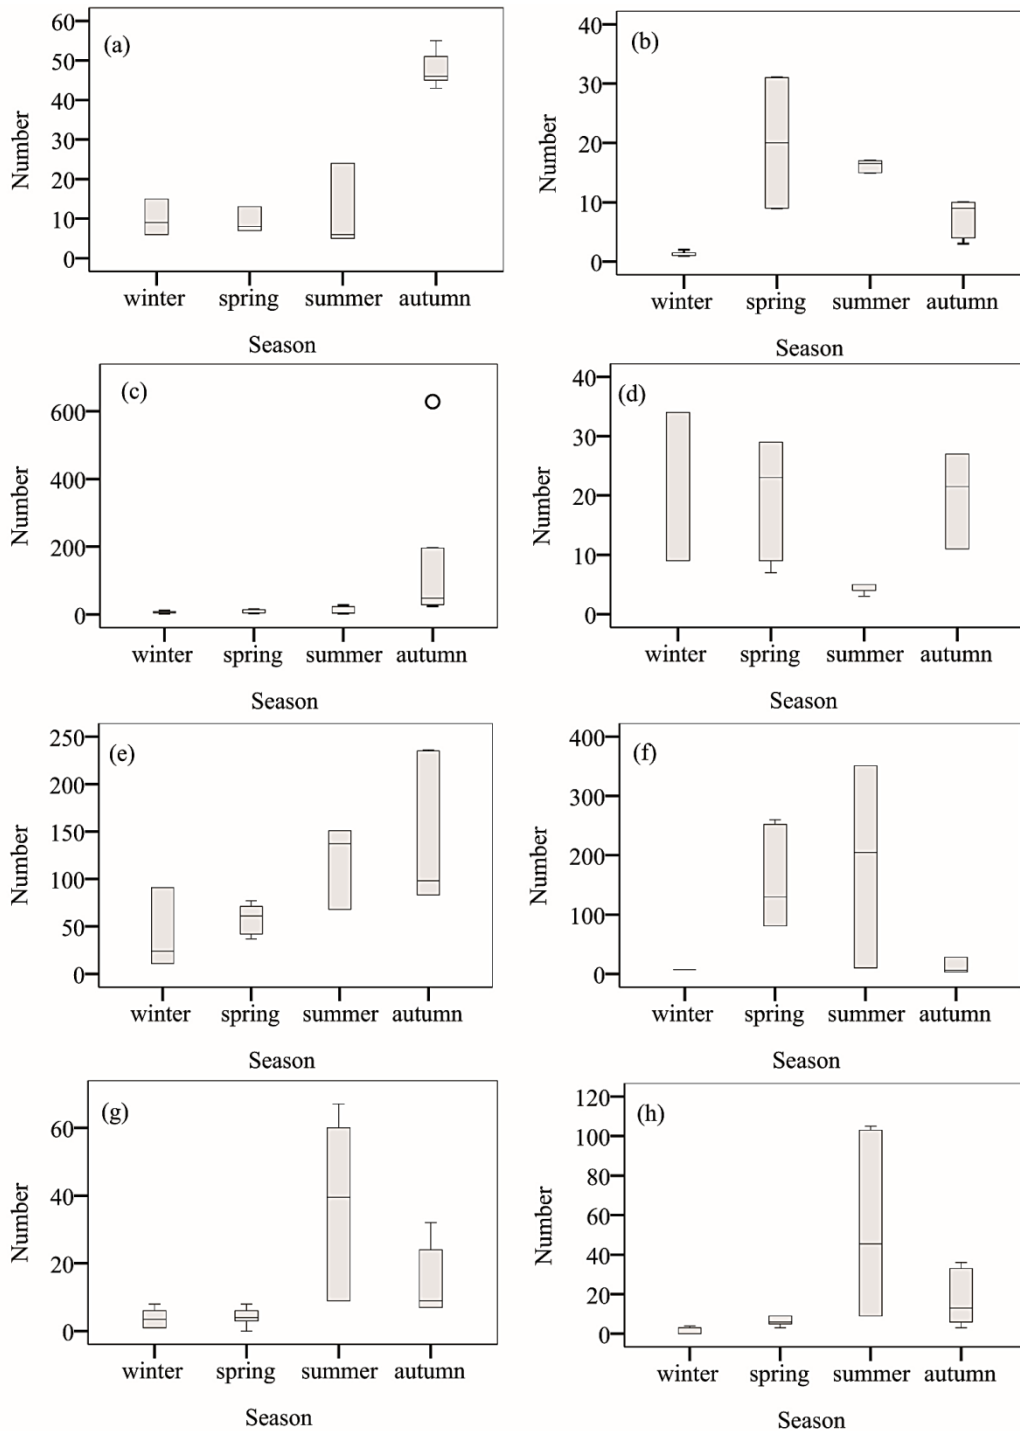 (a)
Number
60
50
40
30
20
10
0
winter spring summer autumn
Season
(b)
Number
40
30
20
10
0
winter spring summer autumn
Season
(c)
Number
600
400
200
0
winter spring summer autumn
Season
(d)
Number
40
30
20
10
0
winter spring summer autumn
Season
(e)
Number
250
200
150
100
50
0
winter spring summer autumn
Season
(f)
Number
400
300
200
100
0
winter spring summer autumn
Season
(g)
Number
60
40
20
0
winter spring summer autumn
Season
(h)
Number
120
100
80
60
40
20
0
winter spring summer autumn
Season